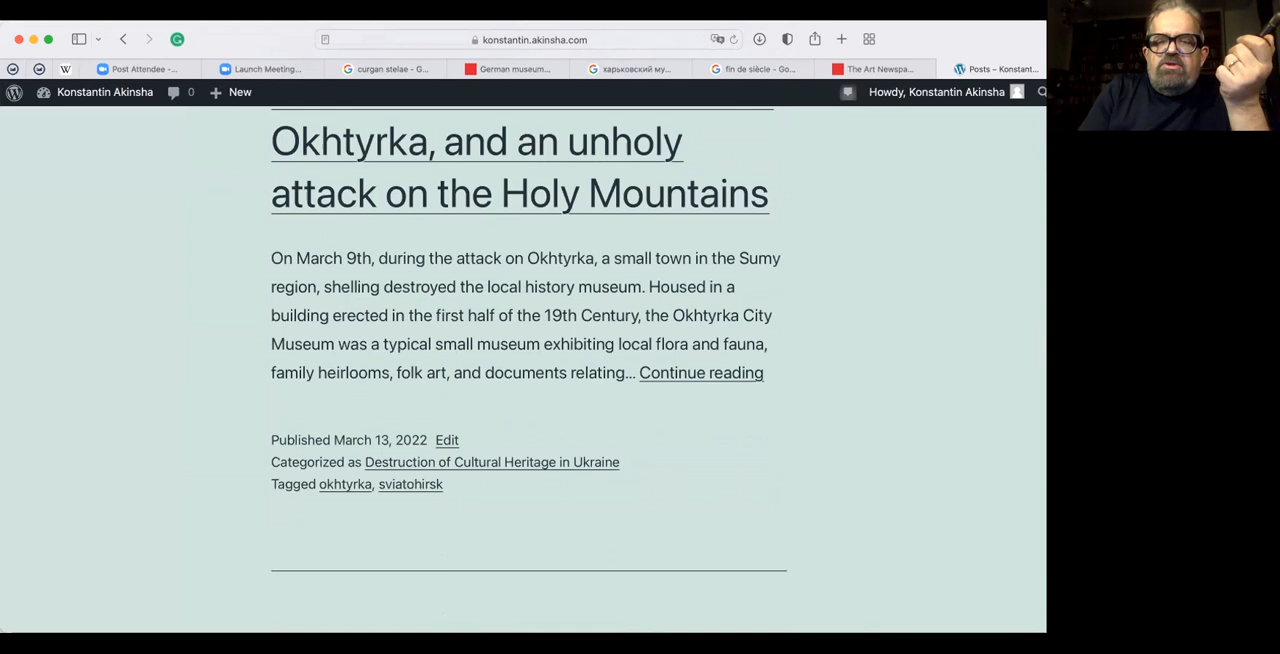 konstantin.akinsha.com
W
Post Attendee -...
Launch Meeting...
curgan stelae - G...
German museum...
харьковский му...
fin de siècle - Go...
The Art Newspa...
Posts – Konstant...
Konstantin Akinsha
0
New
Howdy, Konstantin Akinsha
Okhtyrka, and an unholy
attack on the Holy Mountains
On March 9th, during the attack on Okhtyrka, a small town in the Sumy
region, shelling destroyed the local history museum. Housed in a
building erected in the first half of the 19th Century, the Okhtyrka City
Museum was a typical small museum exhibiting local flora and fauna,
family heirlooms, folk art, and documents relating... Continue reading
Published March 13, 2022 Edit
Categorized as Destruction of Cultural Heritage in Ukraine
Tagged okhtyrka, sviatohirsk